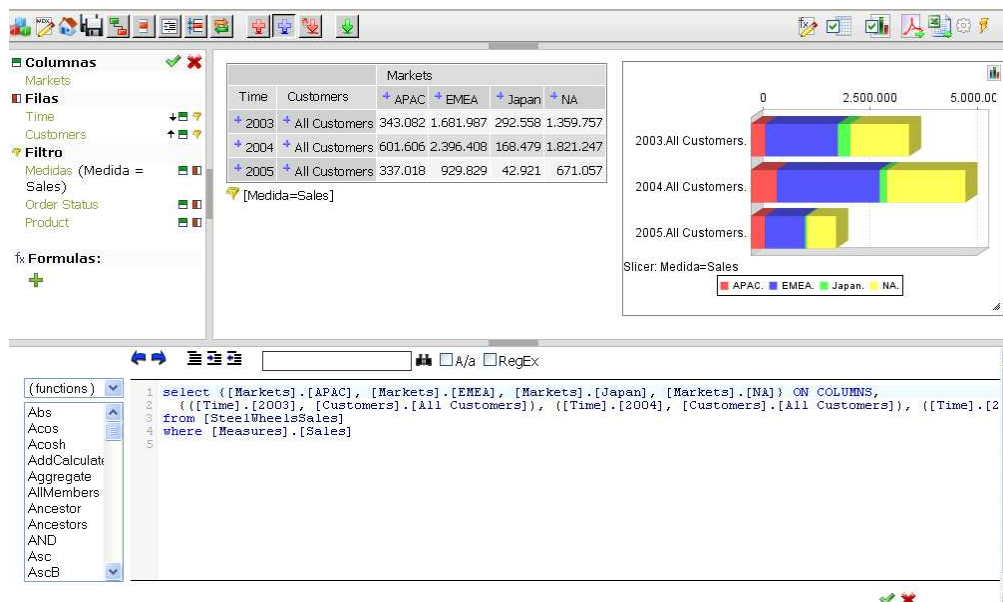 MDX
fx
Columnas
Markets
Filas
Time
Customers
Filtro
Medidas (Medida =
Sales)
Order Status
Product
fx Formulas:
Markets
Time Customers APAC EMEA Japan NA
2003 All Customers 343.082 1.681.987 292.558 1.359.757
2004 All Customers 601.606 2.396.408 168.479 1.821.247
2005 All Customers 337.018 929.829 42.921 671.057
[Medida=Sales]
0 2.500.000 5.000.00
2003.All Customers.
2004.All Customers.
2005.All Customers.
Slicer: Medida=Sales
APAC. EMEA. Japan. NA.
A/a RegEx
(functions)
Abs
Acos
Acosh
AddCalculate
Aggregate
AllMembers
Ancestor
Ancestors
AND
Asc
AscB
1 select {[Markets].[APAC], [Markets].[EMEA], [Markets].[Japan], [Markets].[NA]} ON COLUMNS,
2 {([Time].[2003], [Customers].[All Customers]), ([Time].[2004], [Customers].[All Customers]), ([Time].[2
3 from [SteelWheelsSales]
4 where [Measures].[Sales]
5